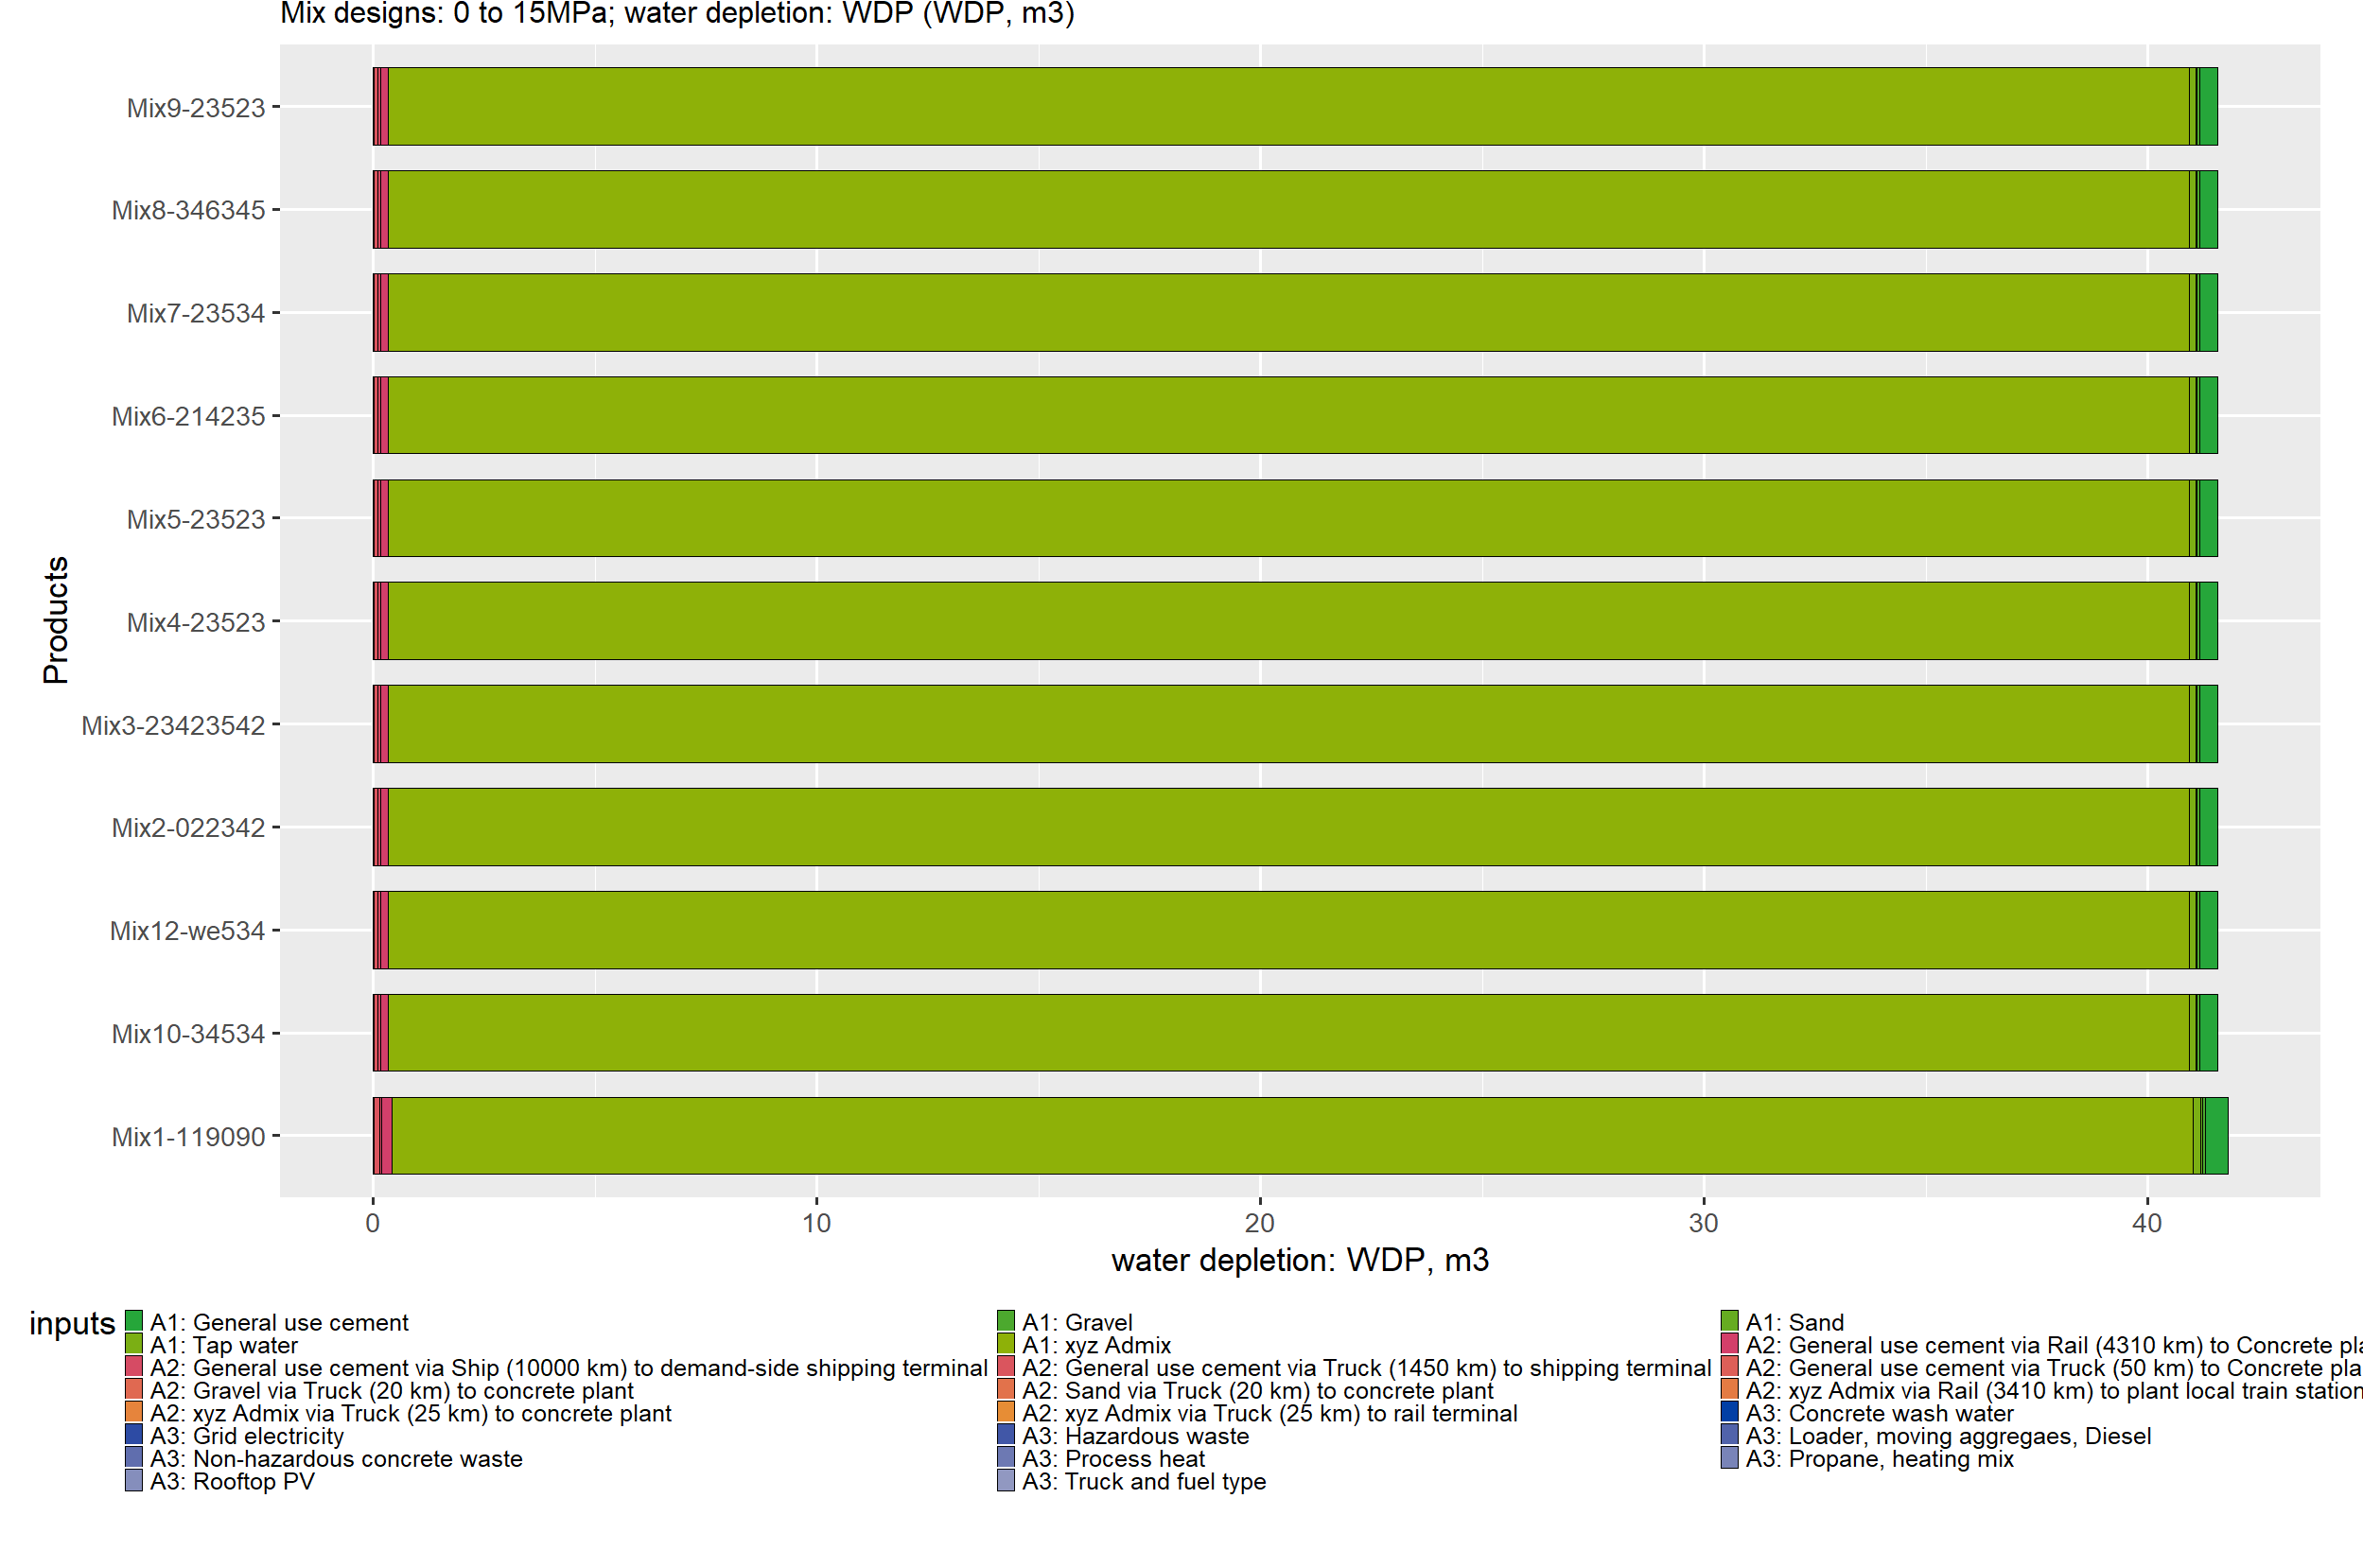 Mix designs: 0 to 15MPa; water depletion: WDP (WDP, m3)
Mix9-23523
Mix8-346345
Mix7-23534
Mix6-214235
Mix5-23523
Mix4-23523
Mix3-23423542
Mix2-022342
Mix12-we534
Mix10-34534
Mix1-119090
Products
0 10 20 30 40
water depletion: WDP, m3
inputs
A1: General use cement A1: Gravel A1: Sand
A1: Tap water A1: xyz Admix A2: General use cement via Rail (4310 km) to Concrete pla
A2: General use cement via Ship (10000 km) to demand-side shipping terminal A2: General use cement via Truck (1450 km) to shipping terminal A2: General use cement via Truck (50 km) to Concrete pla
A2: Gravel via Truck (20 km) to concrete plant A2: Sand via Truck (20 km) to concrete plant A2: xyz Admix via Rail (3410 km) to plant local train station
A2: xyz Admix via Truck (25 km) to concrete plant A2: xyz Admix via Truck (25 km) to rail terminal A3: Concrete wash water
A3: Grid electricity A3: Hazardous waste A3: Loader, moving aggregaes, Diesel
A3: Non-hazardous concrete waste A3: Process heat A3: Propane, heating mix
A3: Rooftop PV A3: Truck and fuel type